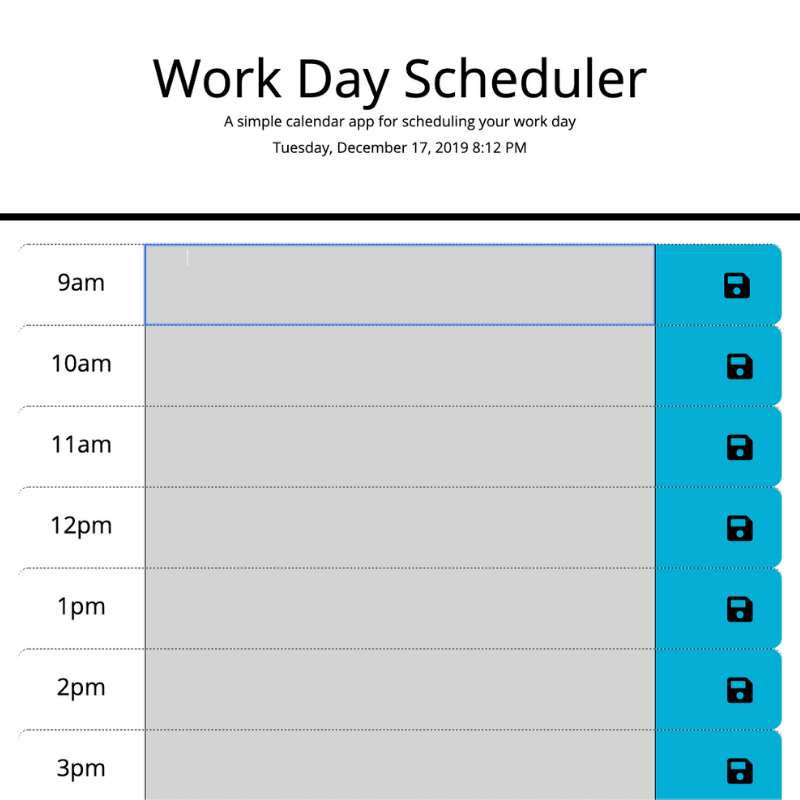 Work Day Scheduler
A simple calendar app for scheduling your work day
Tuesday, December 17, 2019 8:12 PM
9am
10am
11am
12pm
1pm
2pm
3pm